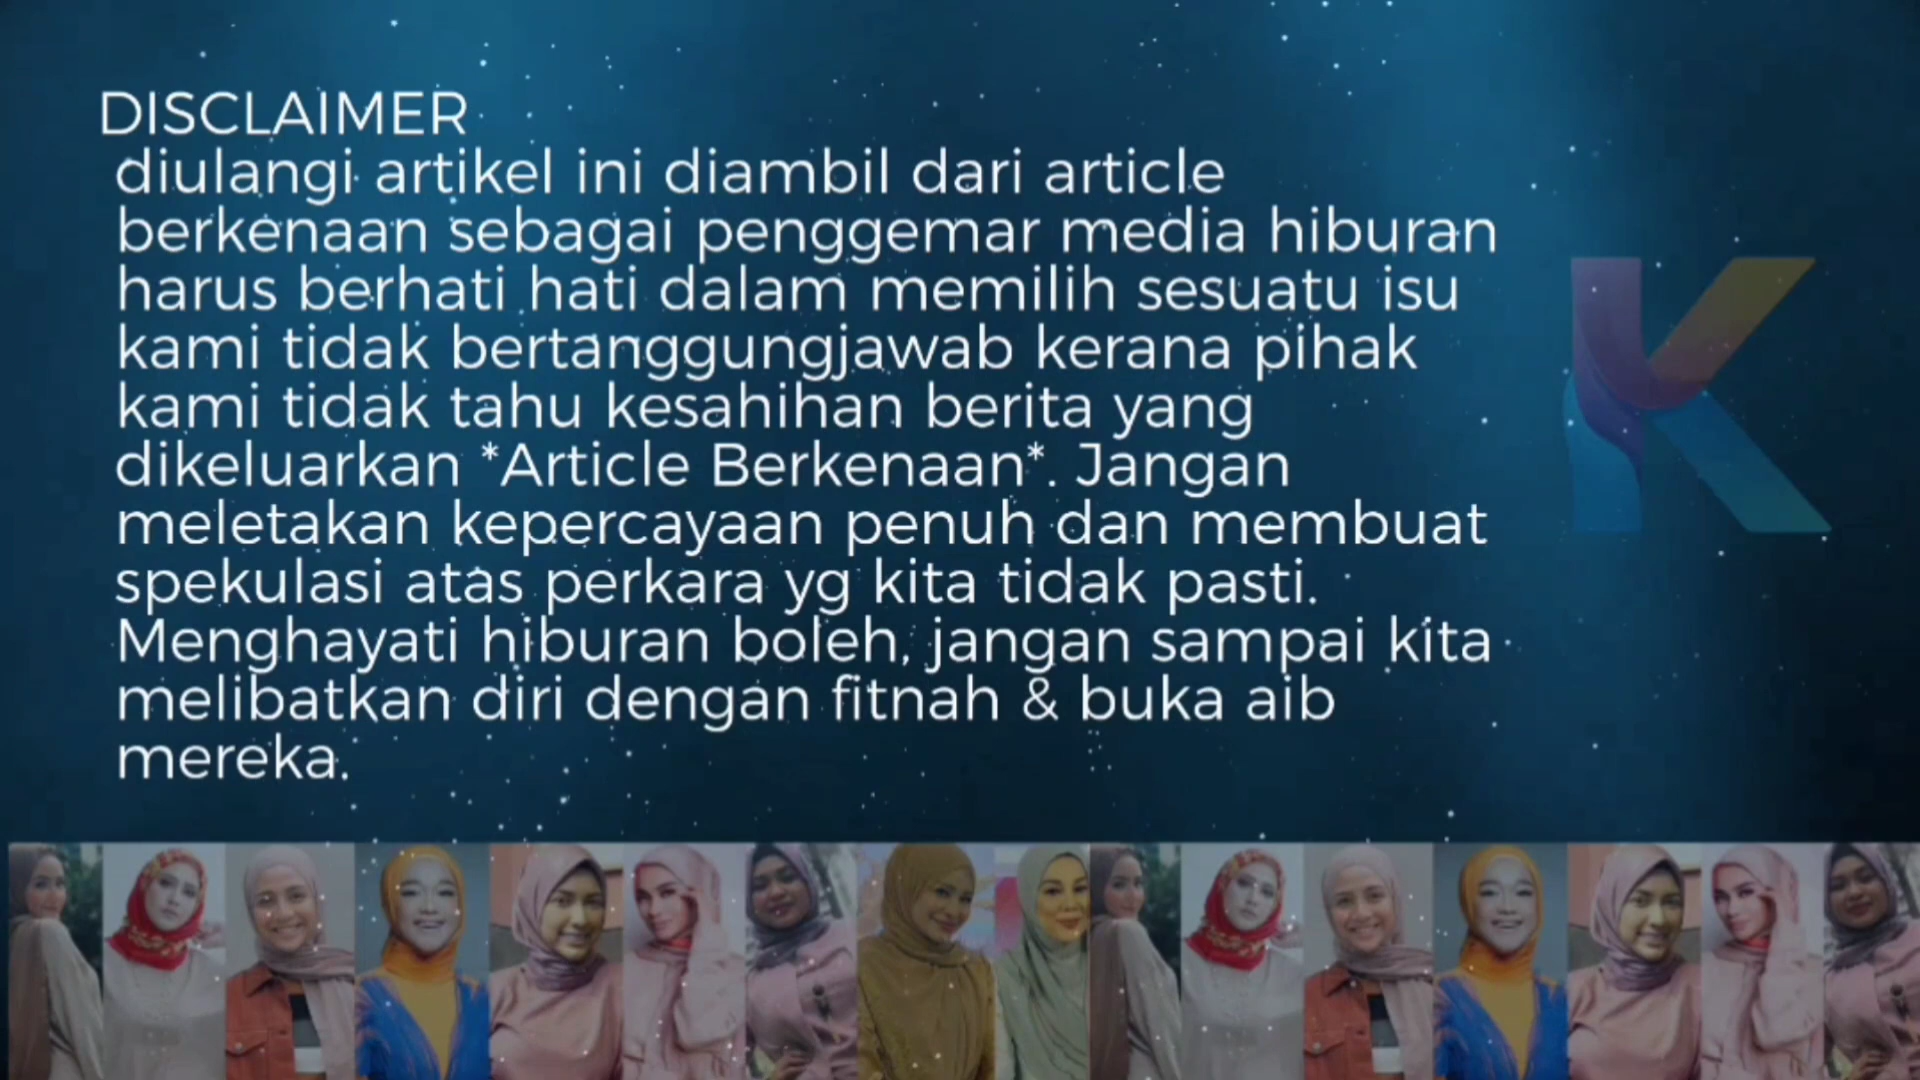 DISCLAIMER
diulangi artikel ini diambil dari article
berkenaan sebagai penggemar media hiburan
harus berhati hati dalam memilih sesuatu isu
kami tidak bertanggungjawab kerana pihak
kami tidak tahu kesahihan berita yang
dikeluarkan *Article Berkenaan*. Jangan
meletakan kepercayaan penuh dan membuat
spekulasi atas perkara yg kita tidak pasti.
Menghayati hiburan boleh, jangan sampai kita
melibatkan diri dengan fitnah & buka aib
mereka.
K